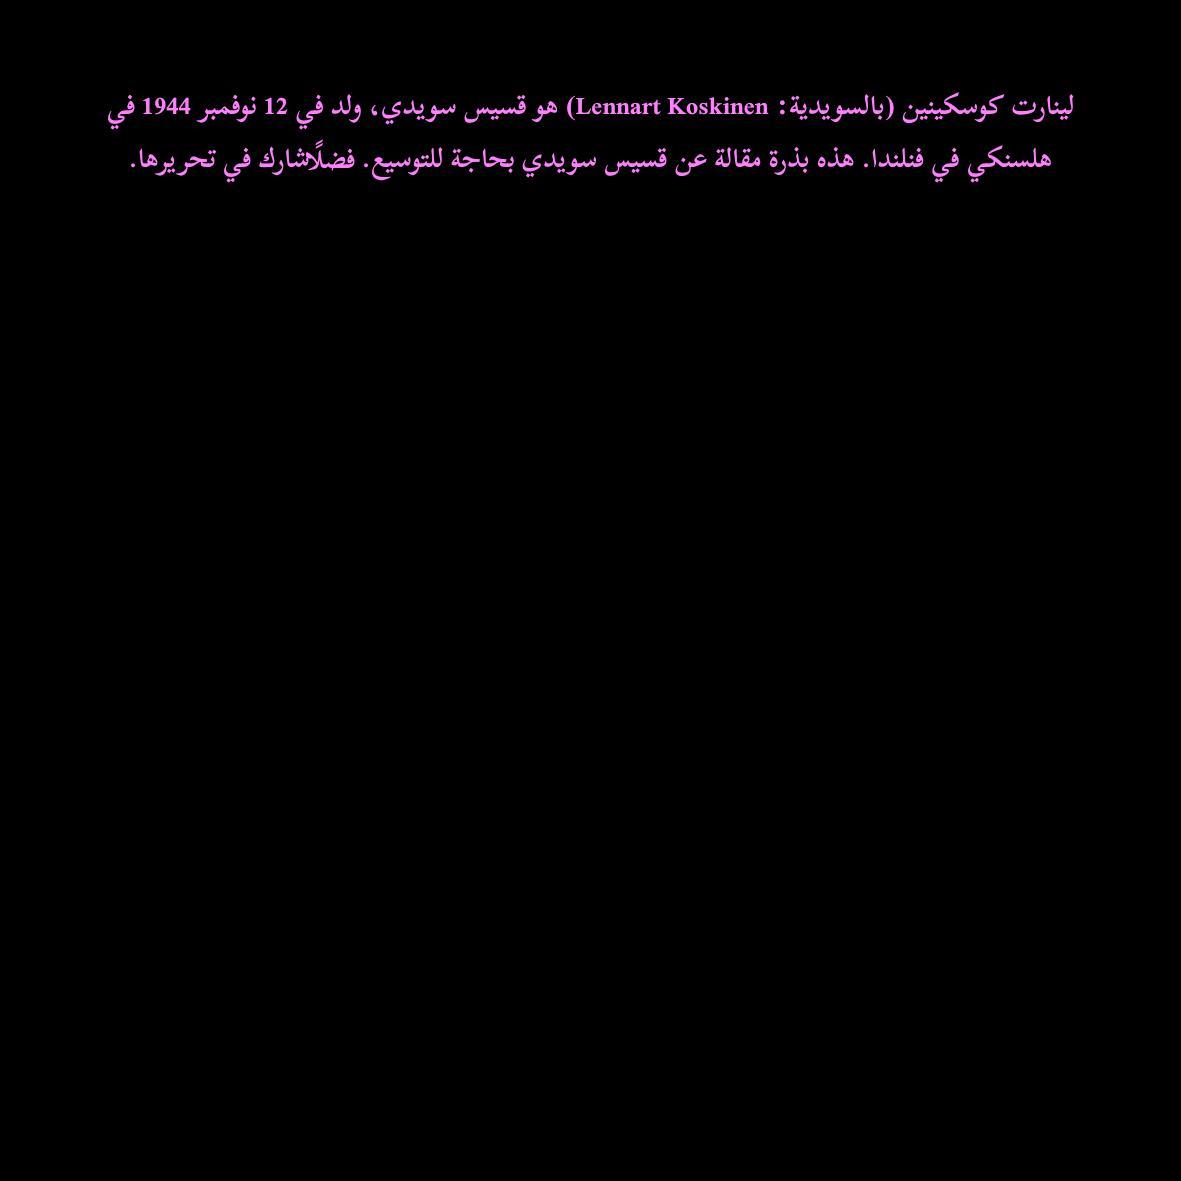 لينارت كوسكينين (بالسويدية: Lennart Koskinen) هو قسيس سويدي، ولد في 12 نوفمبر 1944 في
هلسنكي في فنلندا. هذه بذرة مقالة عن قسيس سويدي بحاجة للتوسيع. فضلًاشارك في تحريرها.